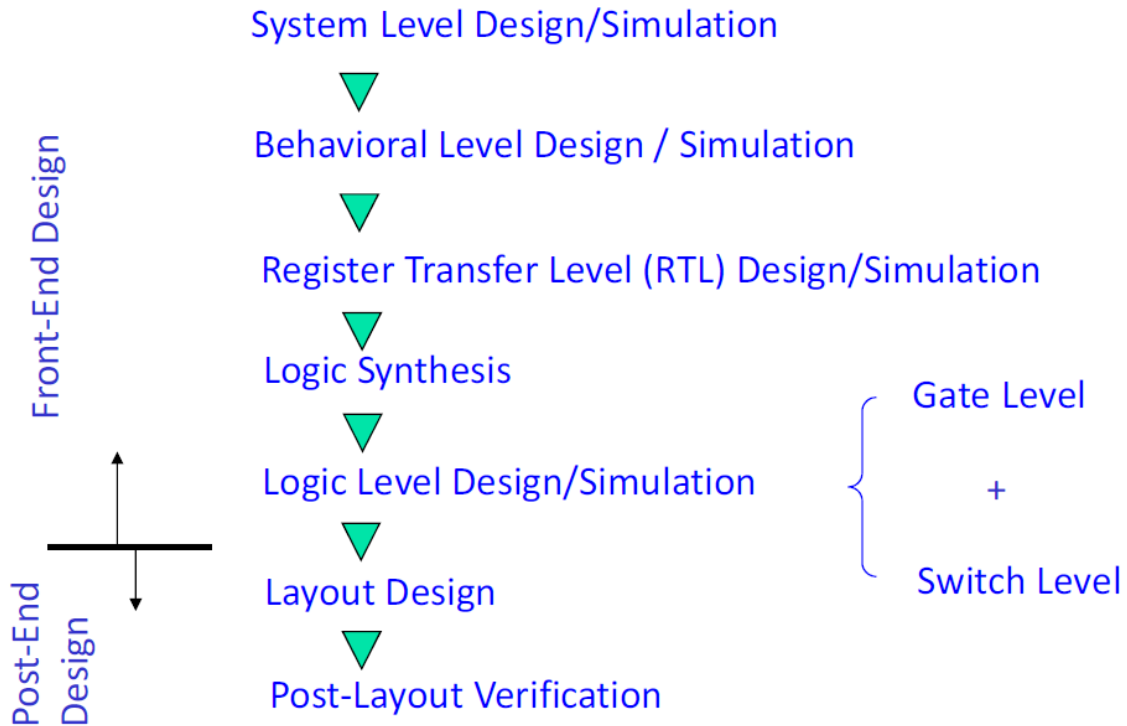 System Level Design/Simulation
Behavioral Level Design / Simulation
Register Transfer Level (RTL) Design/Simulation
Logic Synthesis
Logic Level Design/Simulation
Layout Design
Post-Layout Verification
Front-End Design
Post-End
Design
Gate Level
+
Switch Level